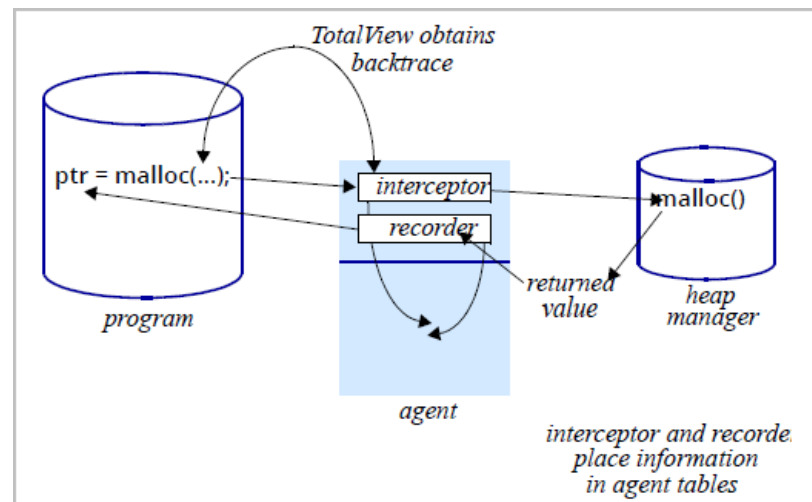 TotalView obtains
backtrace
ptr = malloc(...);
interceptor
malloc()
recorder
returned
value
program
heap
manager
agent
interceptor and recorde
place information
in agent tables